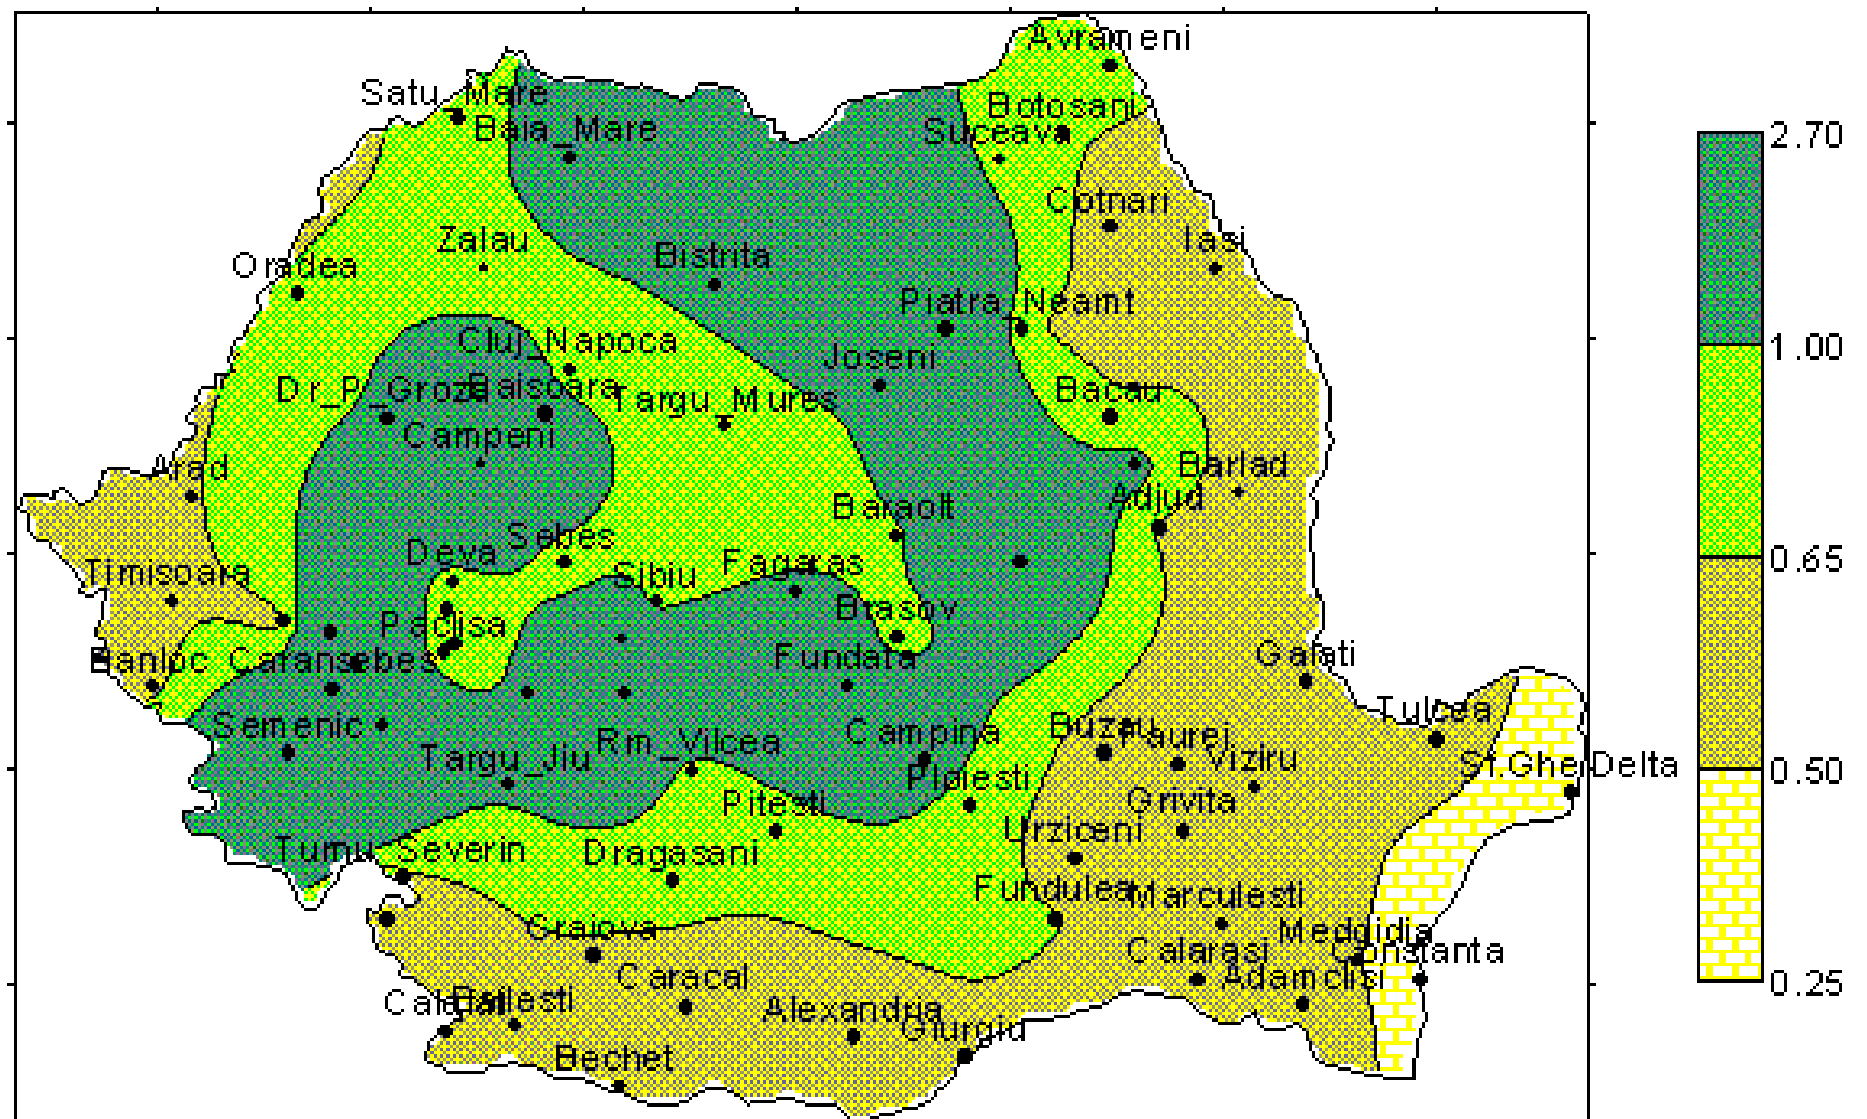 Avrameni
Satu_Mare
Botosani
Baia_Mare
Suceava
2.70
Cotnari
Zalau
Iasi
Oradea
Bistrita
Piatra_Neamt
Cluj_Napoca
Joseni
1.00
Dr_P_Groza
Baisoara
Targu_Mures
Bacau
Campeni
Arad
Barlad
Adjud
Baraolt
Deva
Sebes
Fagaras
0.65
Timisoara
Sibiu
Brasov
Paclisa
Banloc
Caransebes
Fundata
Galati
Semenic
Tulcea
Campina
Buzau
Faurei
Targu_Jiu
Rm_Vilcea
Viziru
Sf.Ghe Delta
0.50
Ploiesti
Pitesti
Grivita
Urziceni
Turnu_Severin
Dragasani
Fundulea
Marculesti
Craiova
Medgidia
Constanta
Calarasi
Adamclisi
0.25
Caracal
Calafat
Bailesti
Alexandria
Giurgiu
Bechet